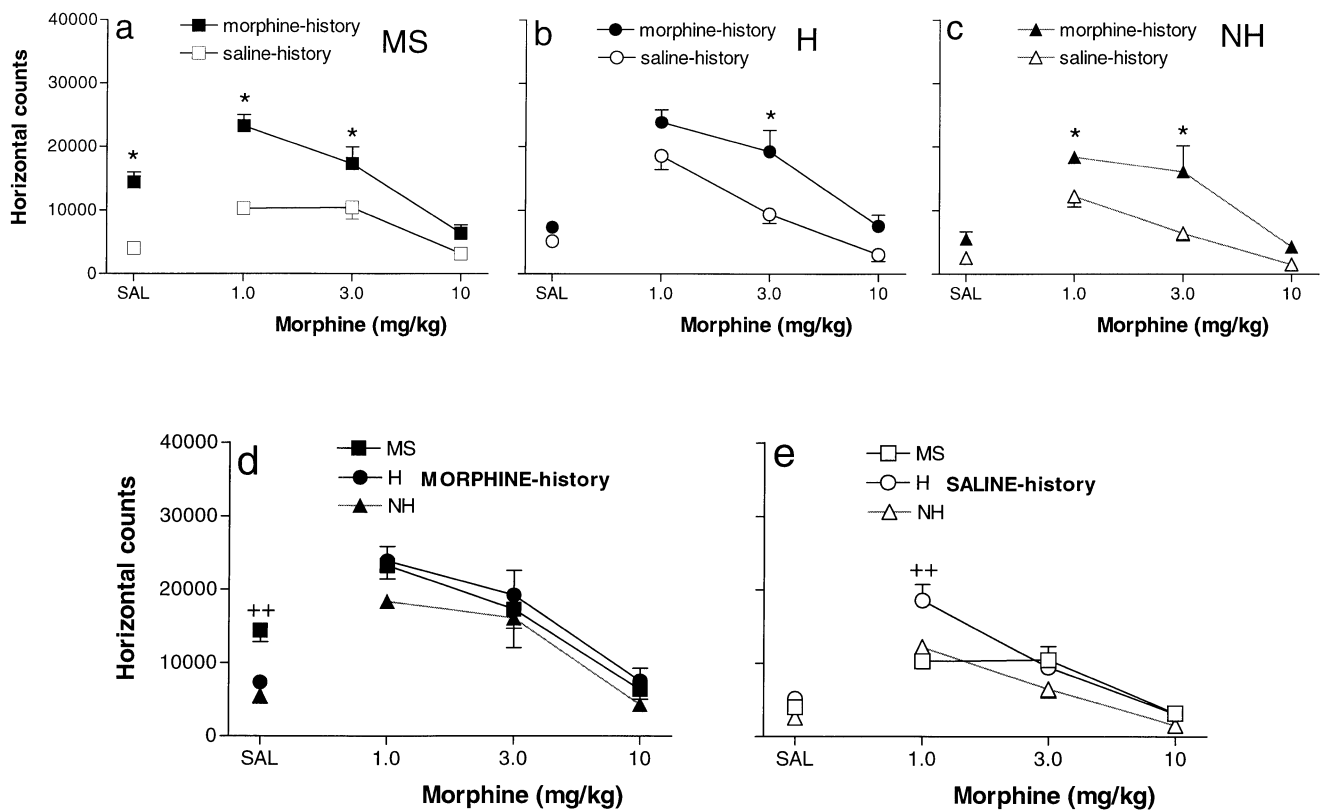 a
morphine-history
saline-history
MS
Horizontal counts
40000
30000
20000
10000
0
*
*
*
SAL
1.0
3.0
10
Morphine (mg/kg)
b
morphine-history
saline-history
H
*
SAL
1.0
3.0
10
Morphine (mg/kg)
c
morphine-history
saline-history
NH
*
*
SAL
1.0
3.0
10
Morphine (mg/kg)
d
MS
H MORPHINE-history
NH
Horizontal counts
40000
30000
20000
10000
0
++
SAL
1.0
3.0
10
Morphine (mg/kg)
e
MS
H SALINE-history
NH
++
SAL
1.0
3.0
10
Morphine (mg/kg)